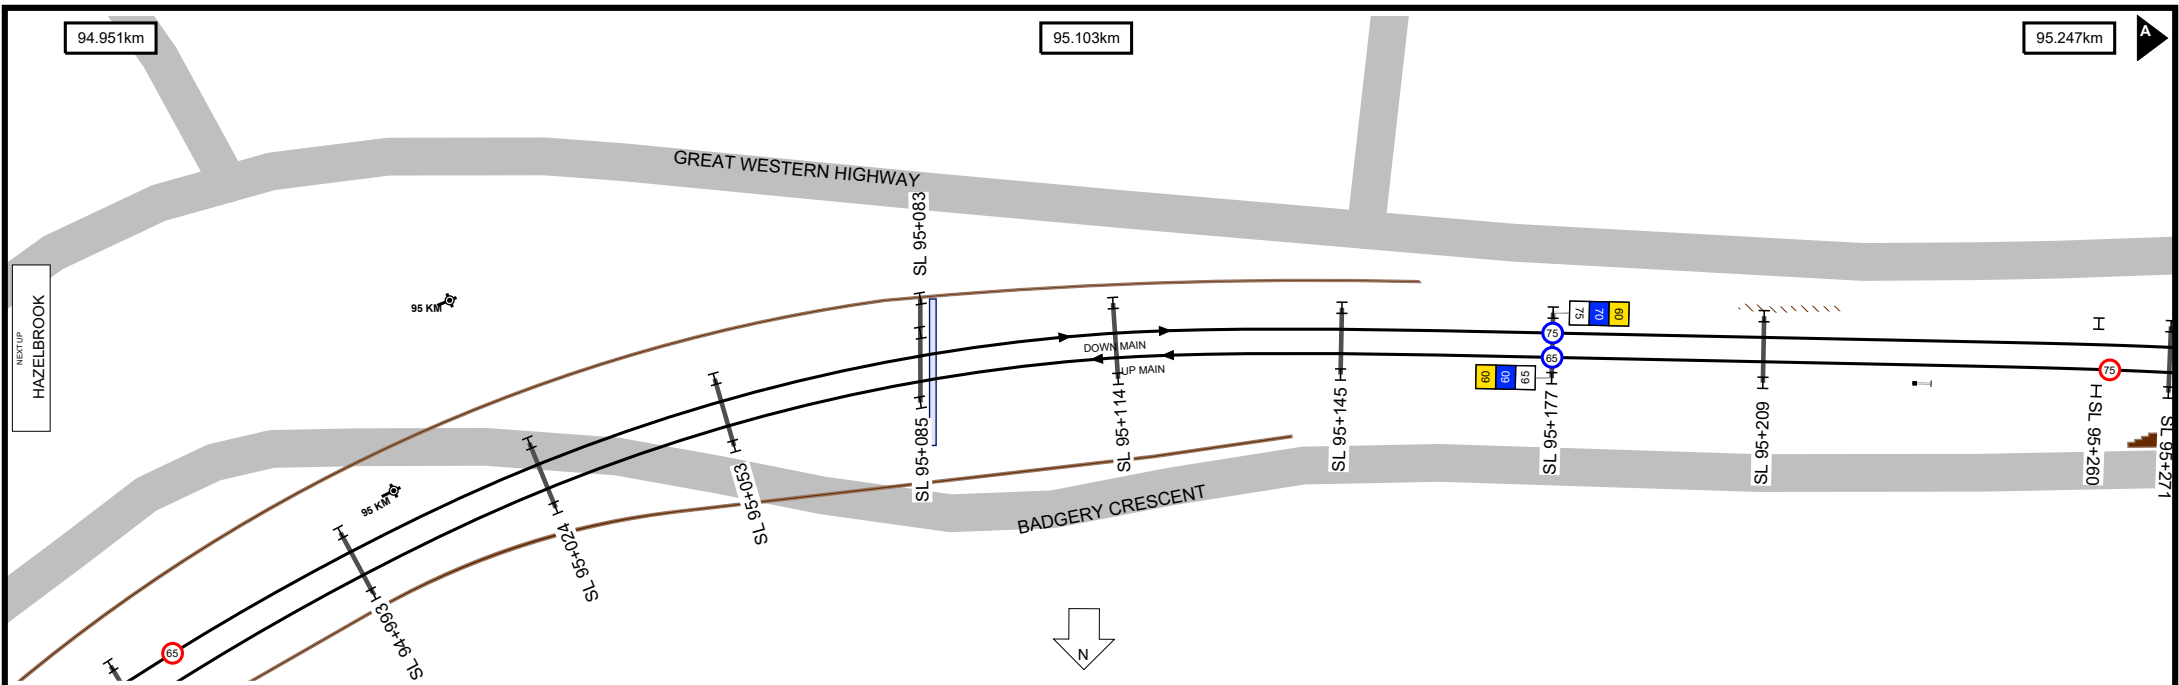 94.951km
95.103km
95.247km
A
GREAT WESTERN HIGHWAY
SL 95+083
NEXT UP
HAZELBROOK
95 KM
75
70
60
75
DOWN MAIN
UP MAIN
65
60
60
65
75
95 KM
SL 94+993
SL 95+024
SL 95+053
SL 95+085
SL 95+114
SL 95+145
SL 95+177
SL 95+209
SL 95+260
SL 95+271
BADGERY CRESCENT
65
N